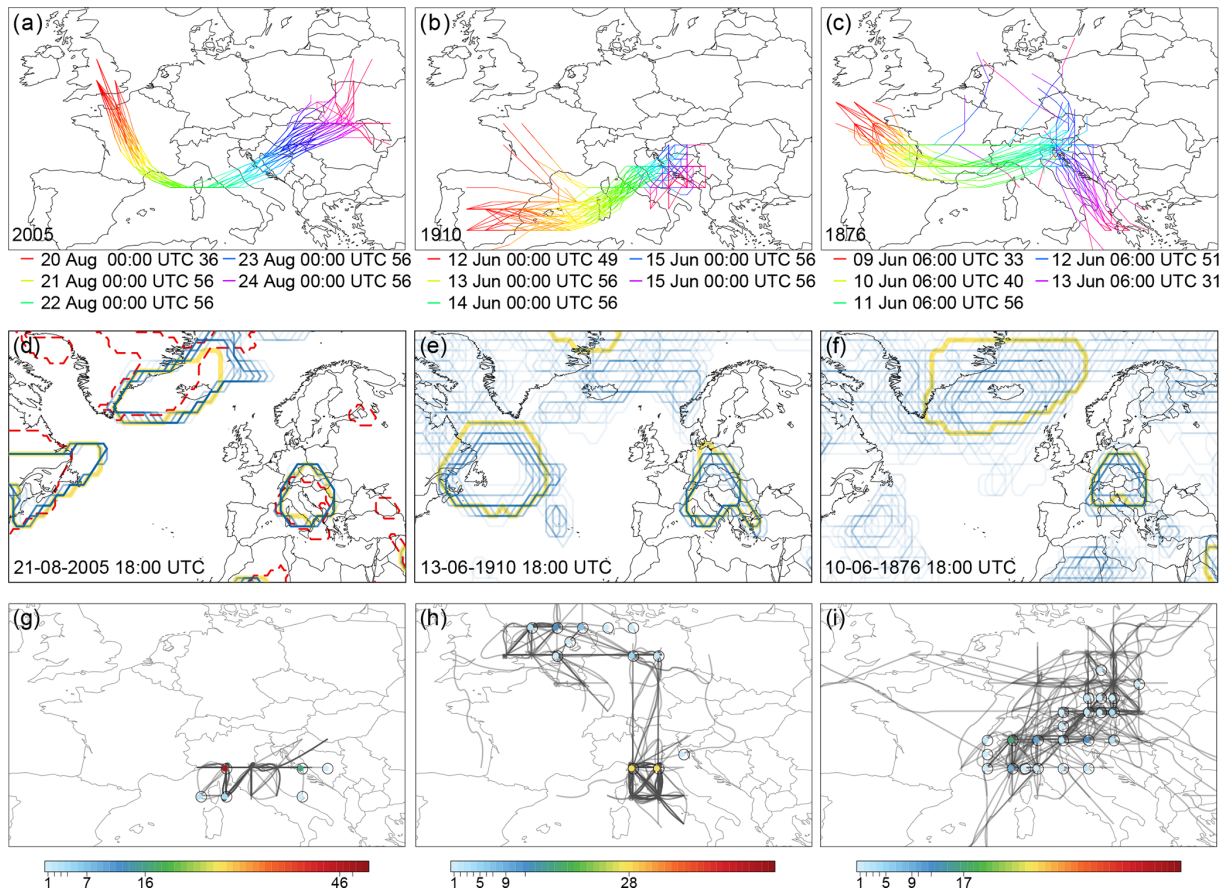 (a) (b) (c)
2005 1910 1876
20 Aug 00:00 UTC 36 23 Aug 00:00 UTC 56 12 Jun 00:00 UTC 49 15 Jun 00:00 UTC 56 09 Jun 06:00 UTC 33 12 Jun 06:00 UTC 51
21 Aug 00:00 UTC 56 24 Aug 00:00 UTC 56 13 Jun 00:00 UTC 56 15 Jun 00:00 UTC 56 10 Jun 06:00 UTC 40 13 Jun 06:00 UTC 31
22 Aug 00:00 UTC 56 14 Jun 00:00 UTC 56 11 Jun 06:00 UTC 56
(d) (e) (f)
21-08-2005 18:00 UTC 13-06-1910 18:00 UTC 10-06-1876 18:00 UTC
(g) (h) (i)
1 7 16 46 1 5 9 28 1 5 9 17